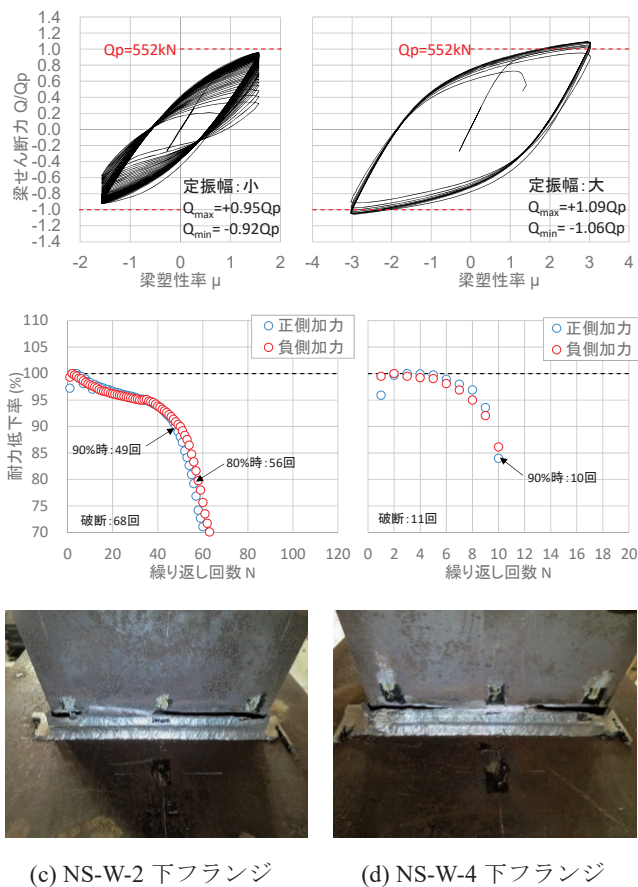 1.4
1.2
1.0
0.8
0.6
0.4
0.2
0.0
-0.2
-0.4
-0.6
-0.8
-1.0
-1.2
-1.4
梁せん断力 Q/Qp
Qp=552kN
定振幅：小
Qmax=+0.95Qp
Qmin= -0.92Qp
-2 -1 0 1 2
梁塑性率 μ
Qp=552kN
定振幅：大
Qmax=+1.09Qp
Qmin= -1.06Qp
-4 -3 -2 -1 0 1 2 3 4
梁塑性率 μ
110
105
100
95
90
85
80
75
70
耐力低下率 (%)
正側加力
負側加力
90%時：49回
80%時：56回
破断：68回
0 20 40 60 80 100 120
繰り返し回数 N
正側加力
負側加力
90%時：10回
破断：11回
0 2 4 6 8 10 12 14 16 18 20
繰り返し回数 N
(c) NS-W-2 下フランジ
(d) NS-W-4 下フランジ